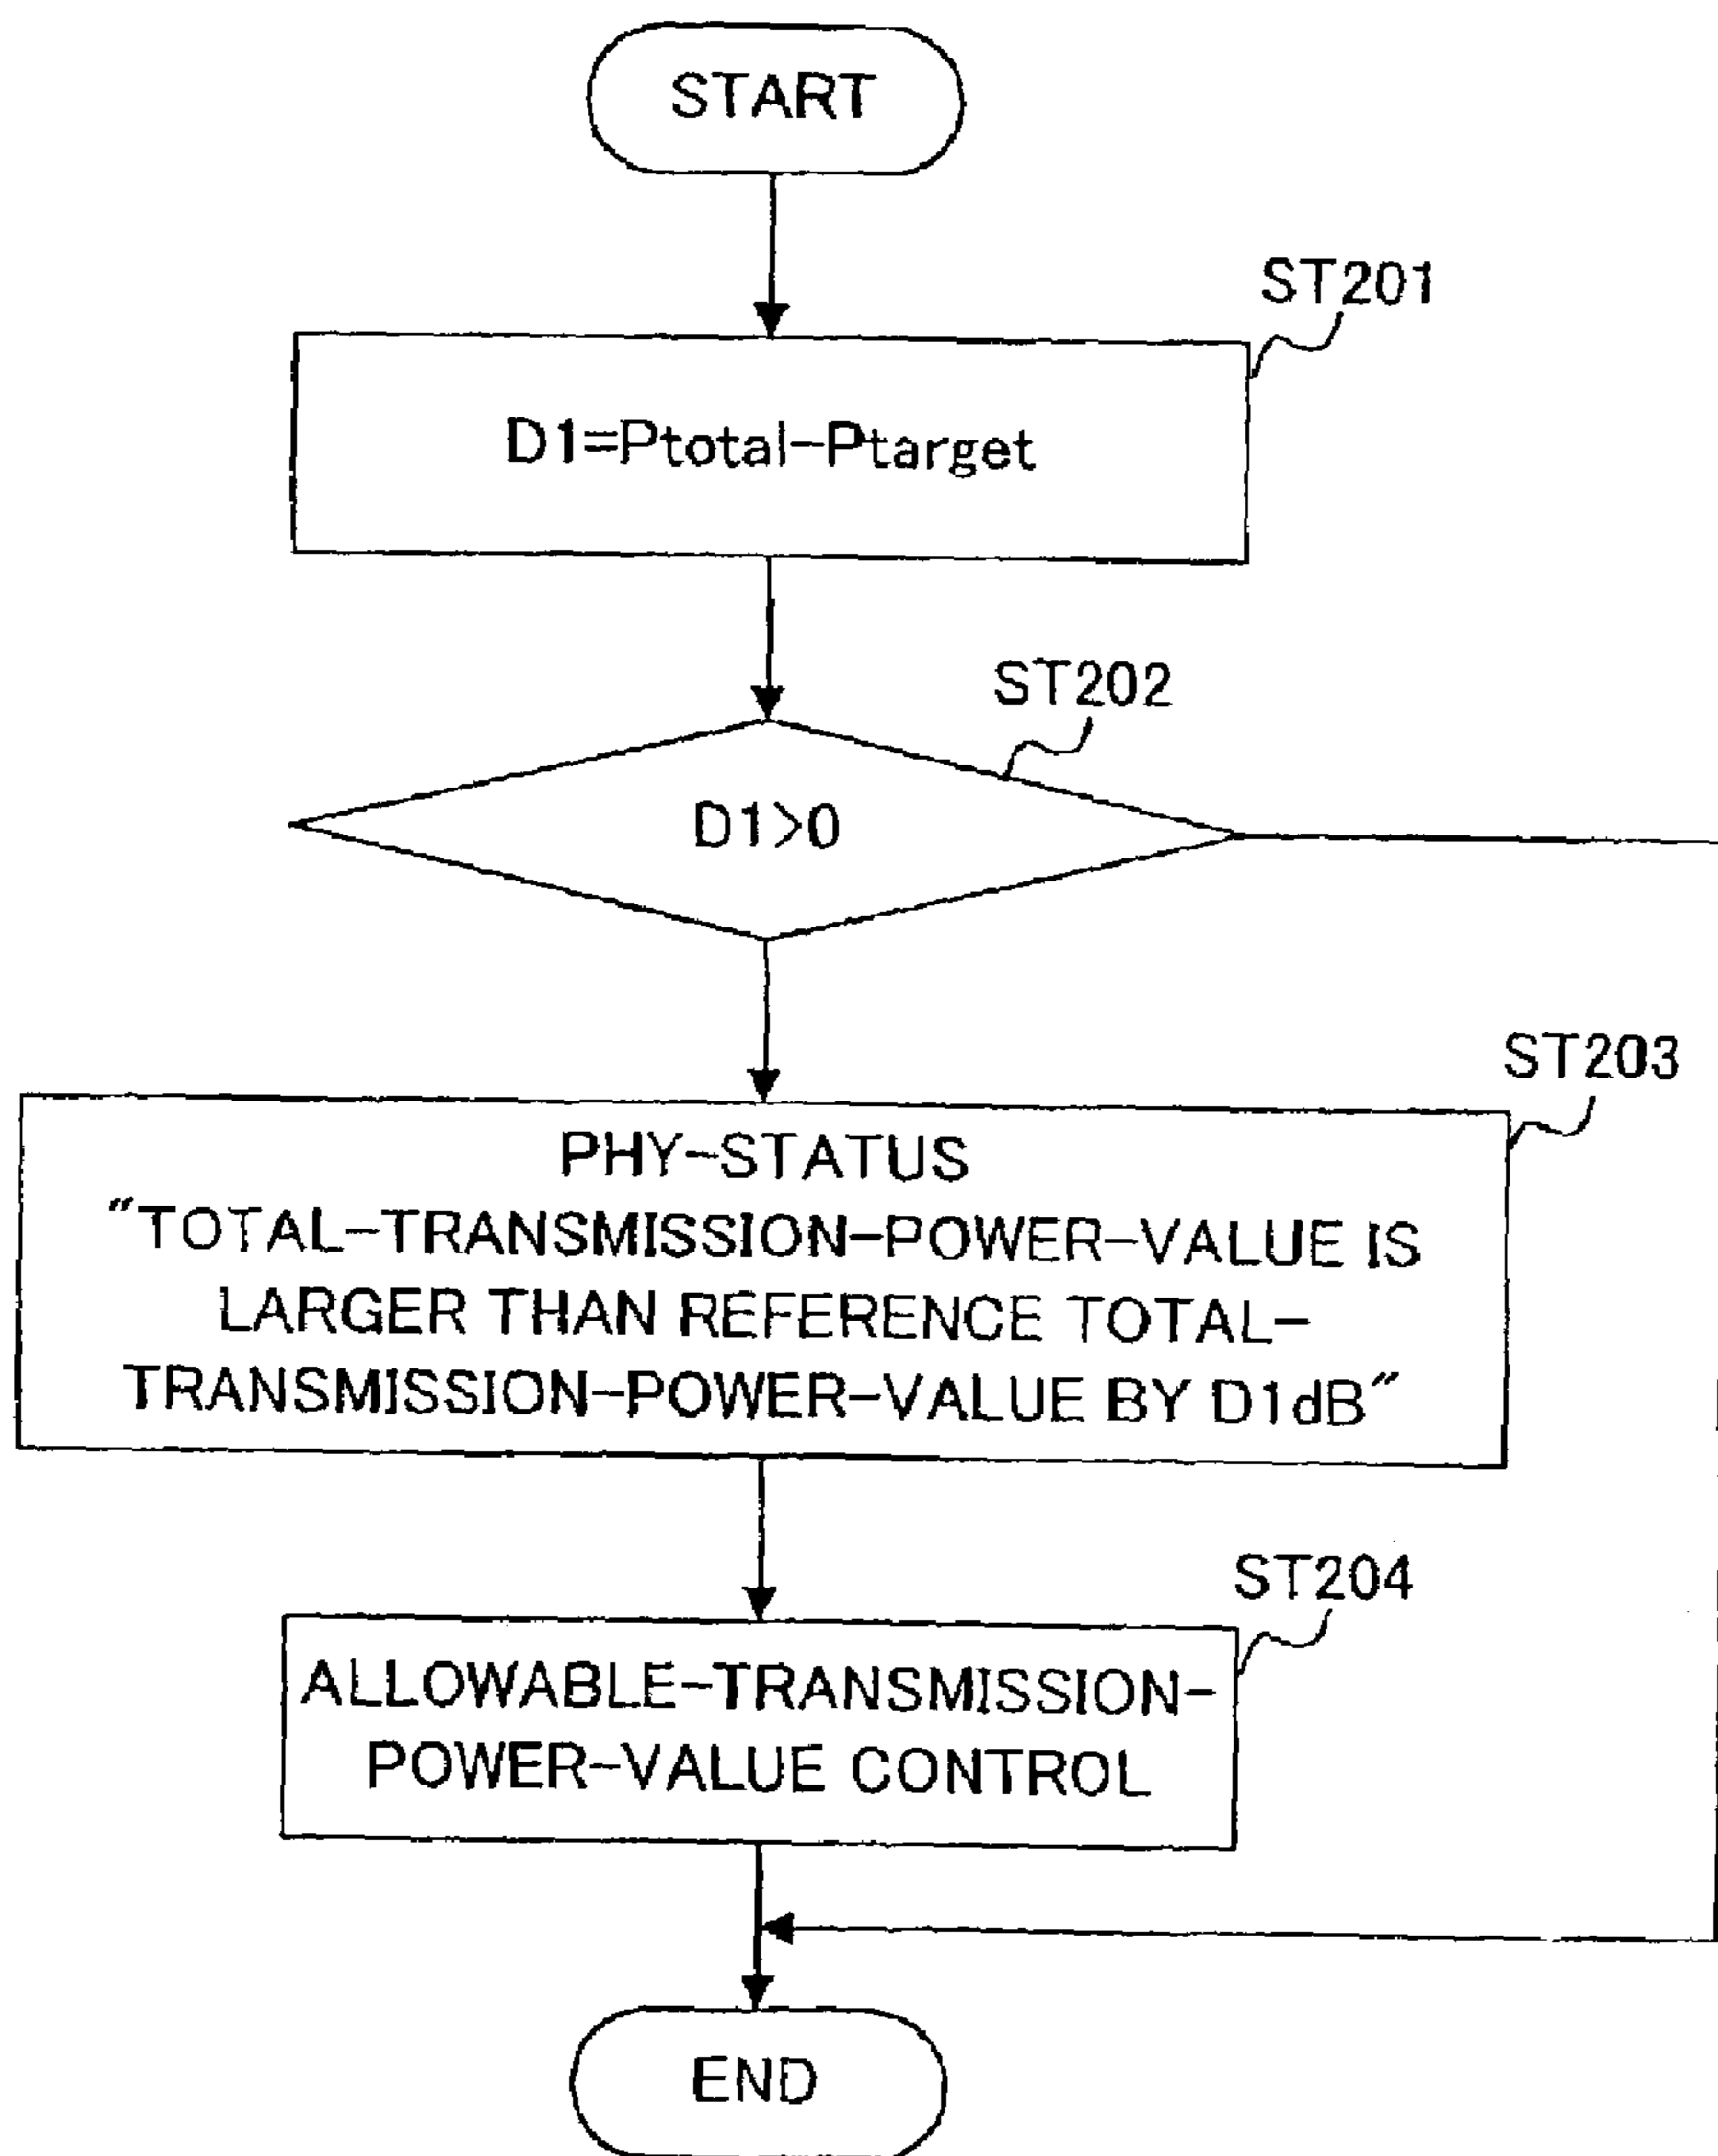 START
ST201
D1=Ptotal-Ptarget
ST202
D1>0
ST203
PHY-STATUS
"TOTAL-TRANSMISSION-POWER-VALUE IS
LARGER THAN REFERENCE TOTAL-
TRANSMISSION-POWER-VALUE BY D1dB"
ST204
ALLOWABLE-TRANSMISSION-
POWER-VALUE CONTROL
END